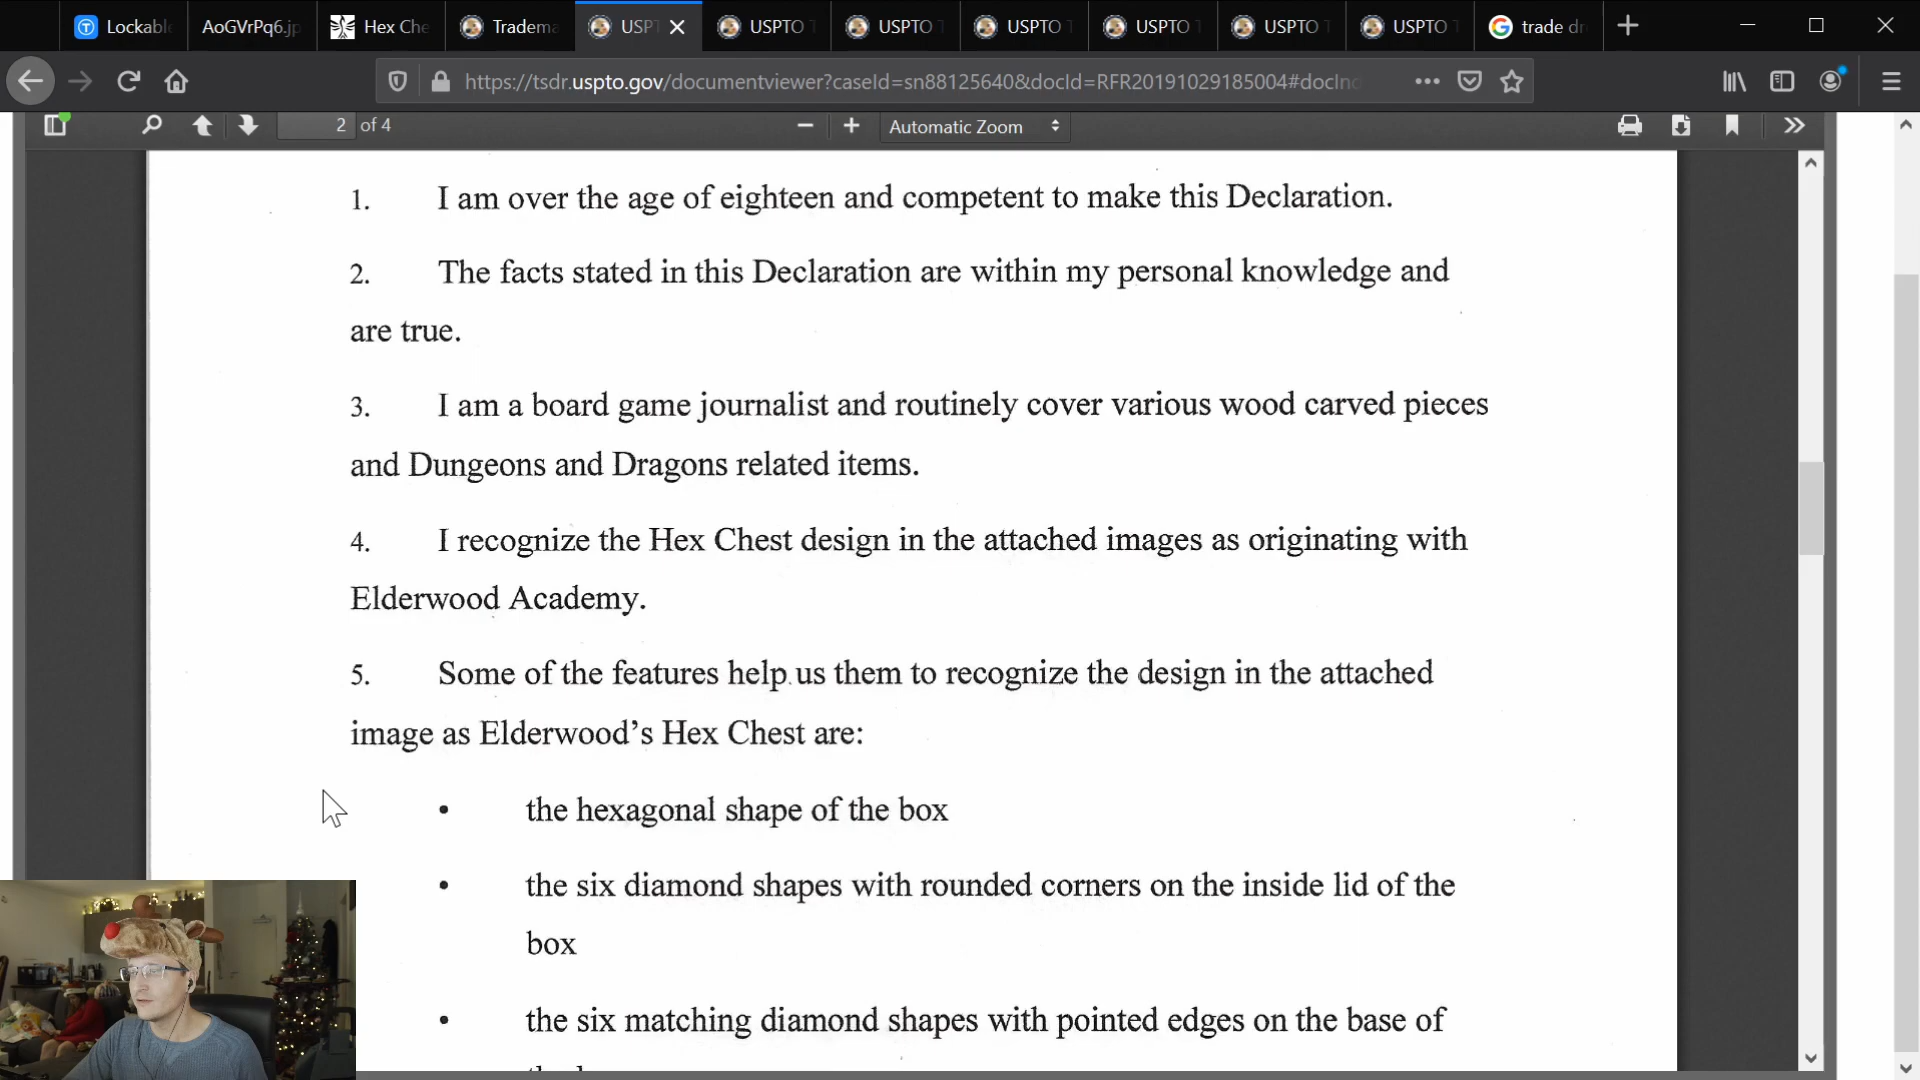 Lockabl
AoGVrPq6.jp
Hex Che
Tradema
USPT
USPTO T
USPTO T
USPTO T
USPTO T
USPTO T
USPTO T
trade dr
https://tsdr.uspto.gov/documentviewer?caseId=sn88125640&docId=RFR20191029185004#docInd
2 of 4
Automatic Zoom
1. I am over the age of eighteen and competent to make this Declaration.
2. The facts stated in this Declaration are within my personal knowledge and
are true.
3. I am a board game journalist and routinely cover various wood carved pieces
and Dungeons and Dragons related items.
4. I recognize the Hex Chest design in the attached images as originating with
Elderwood Academy.
5. Some of the features help us them to recognize the design in the attached
image as Elderwood’s Hex Chest are:
• the hexagonal shape of the box
• the six diamond shapes with rounded corners on the inside lid of the
box
• the six matching diamond shapes with pointed edges on the base of